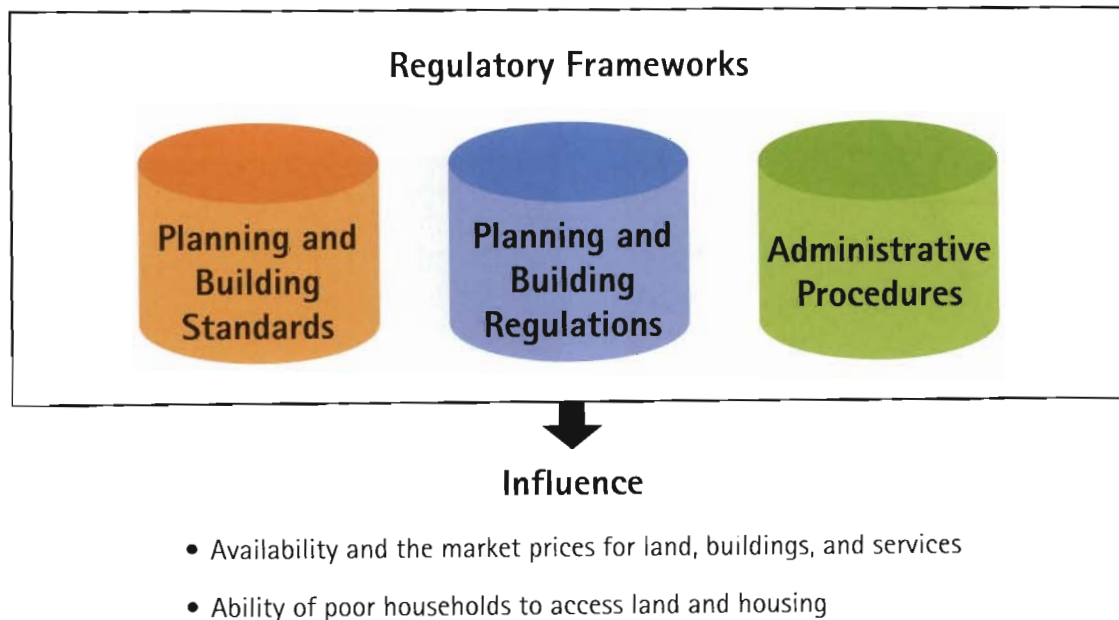 Regulatory Frameworks
Planning and
Building
Standards
Planning and
Building
Regulations
Administrative
Procedures
Influence
• Availability and the market prices for land, buildings, and services
• Ability of poor households to access land and housing